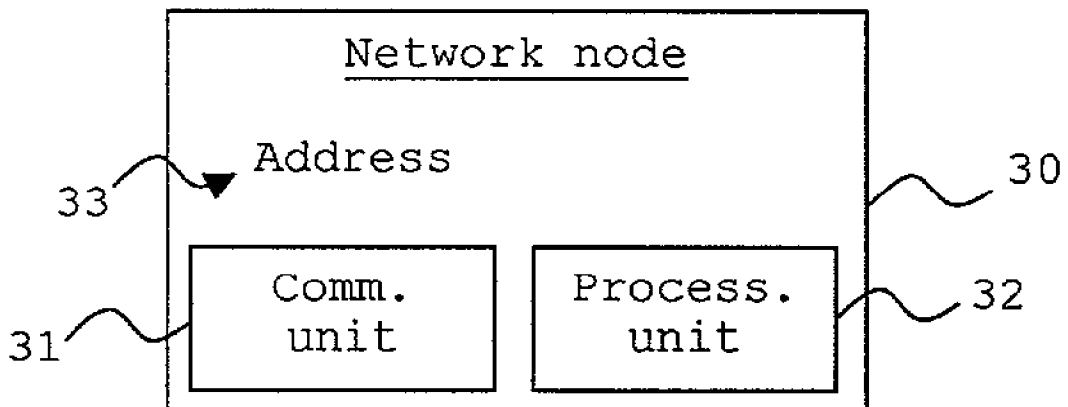 Network node
Address
33
30
Comm.
unit
Process.
unit
31
32